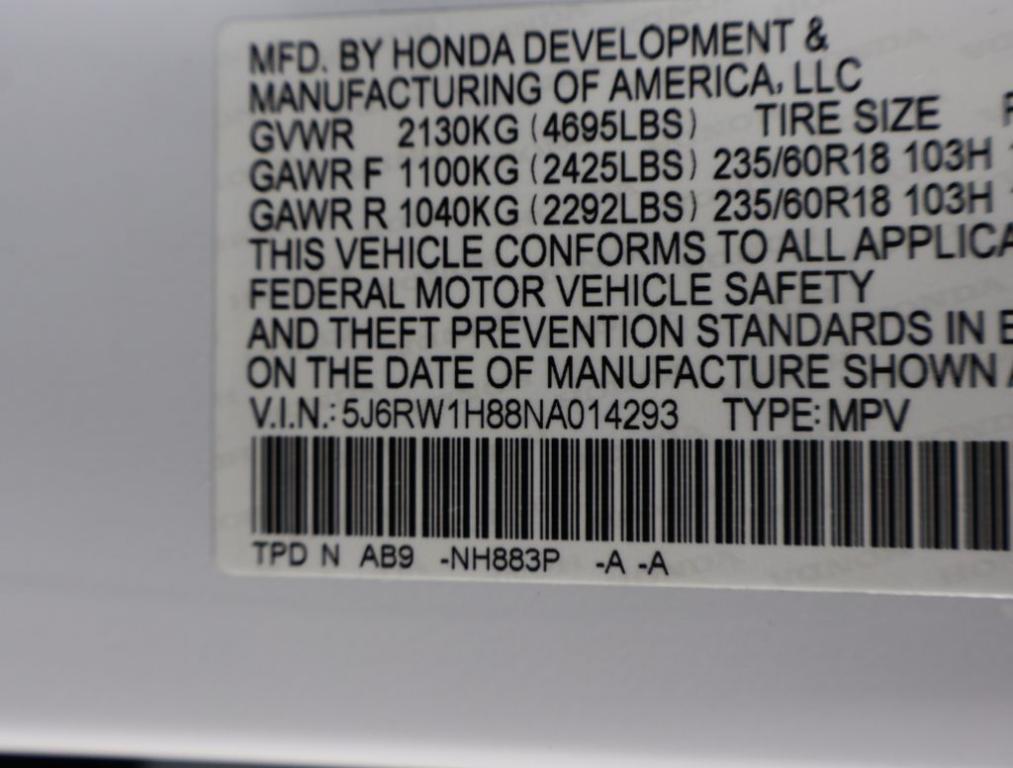 MFD. BY HONDA DEVELOPMENT &
MANUFACTURING OF AMERICA, LLC
GVWR 2130KG (4695LBS) TIRE SIZE
GAWR F 1100KG (2425LBS) 235/60R18 103H
GAWR R 1040KG (2292LBS) 235/60R18 103H
THIS VEHICLE CONFORMS TO ALL APPLICA
FEDERAL MOTOR VEHICLE SAFETY
AND THEFT PREVENTION STANDARDS IN E
ON THE DATE OF MANUFACTURE SHOWN A
V.I.N.: 5J6RW1H88NA014293 TYPE: MPV
TPD N AB9 -NH883P -A -A